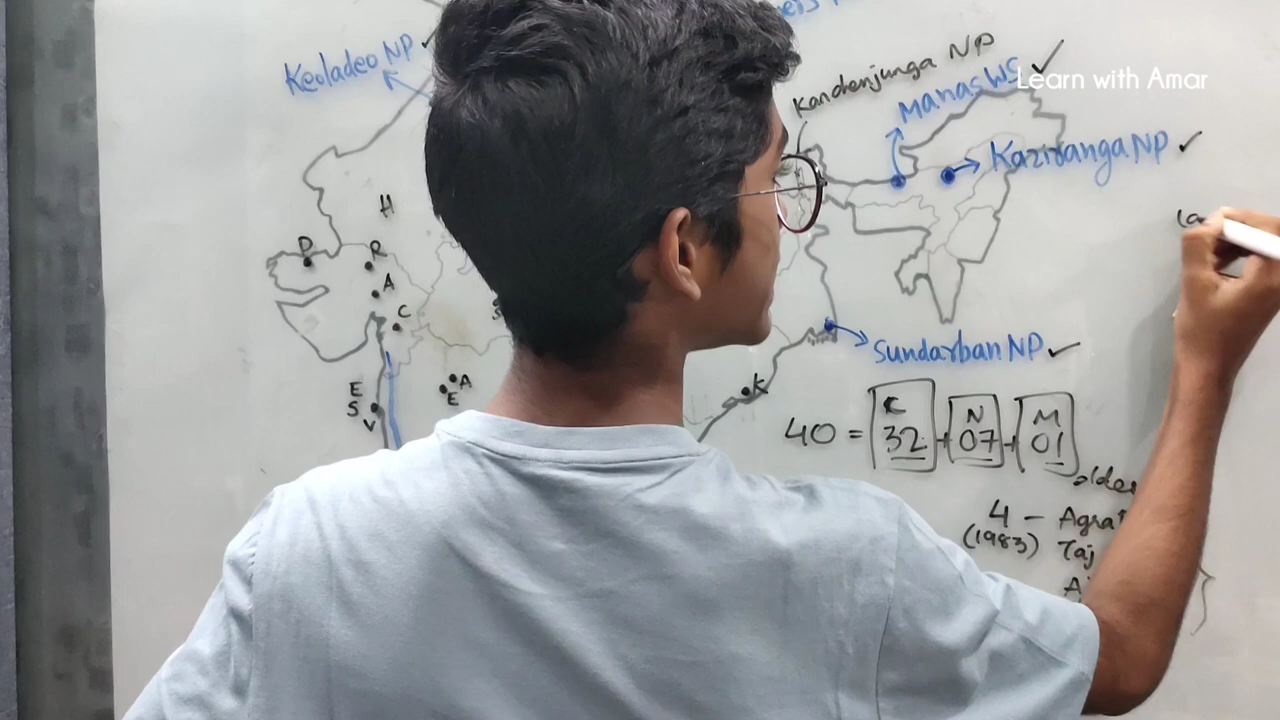 Kandenjunga NP
Keoladeo NP
Manas WS
Learn with Amar
Kaziranga NP
H
D
R
A
C
Sundarban NP
A
E
K
E
S
V
C N M
40 = 32 + 07 + 01
olde
4 - Agra
(1983) Taj
A